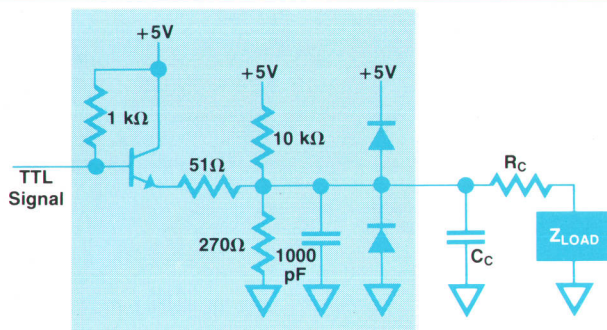 +5V
+5V
+5V
1 kΩ
10 kΩ
51Ω
TTL
Signal
270Ω
1000
pF
RC
CC
ZLOAD